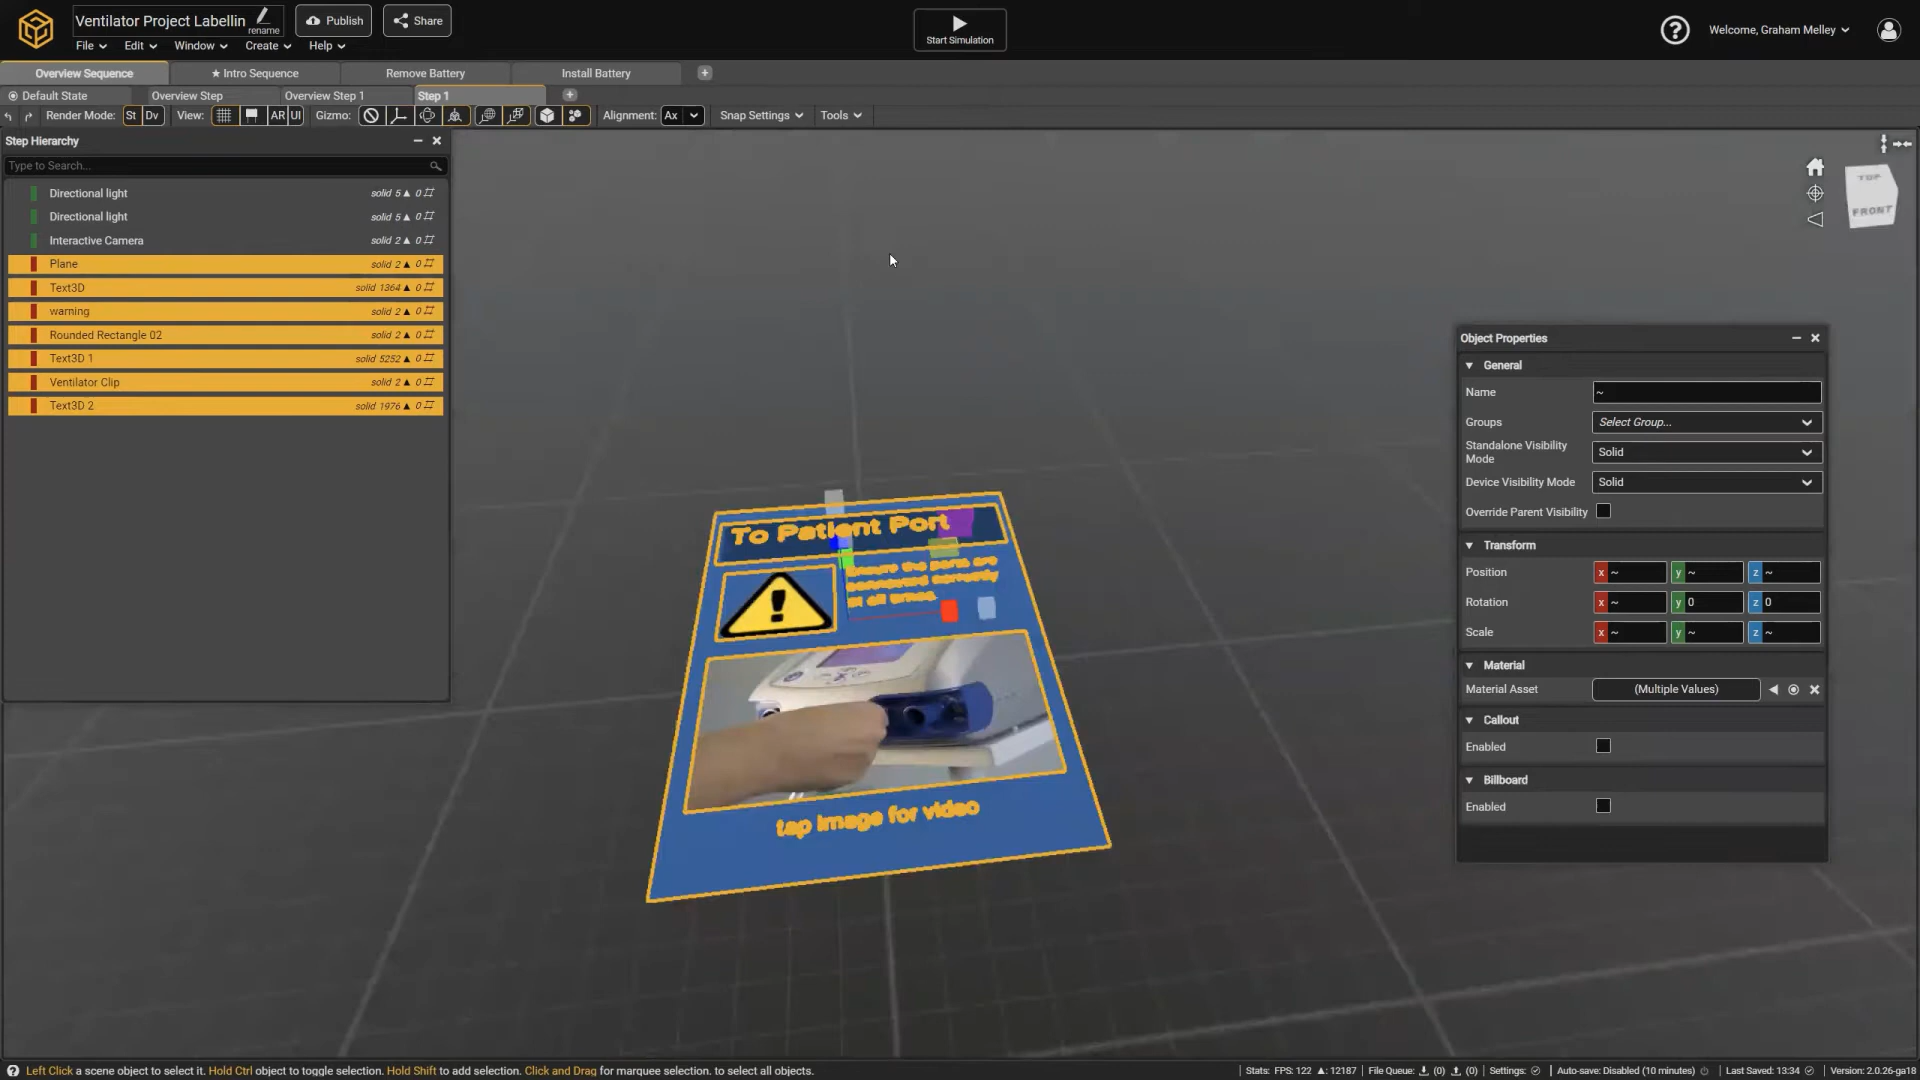 Ventilator Project Labellin
rename
Publish
Share
Start Simulation
Welcome, Graham Melley
File Edit Window Create Help
Overview Sequence ★ Intro Sequence Remove Battery Install Battery +
Default State Overview Step Overview Step 1 Step 1 +
Render Mode: St Dv View: AR UI Gizmo: Alignment: Ax Snap Settings Tools
Step Hierarchy
Type to Search...
Directional light solid 5 ▲ 0
Directional light solid 5 ▲ 0
Interactive Camera solid 2 ▲ 0
Plane solid 2 ▲ 0
Text3D solid 1364 ▲ 0
warning solid 2 ▲ 0
Rounded Rectangle 02 solid 2 ▲ 0
Text3D 1 solid 5252 ▲ 0
Ventilator Clip solid 2 ▲ 0
Text3D 2 solid 1976 ▲ 0
TOP
FRONT
To Patient Port
Ensure the ports are
connected correctly
at all times.
tap image for video
Object Properties
General
Name ~
Groups Select Group...
Standalone Visibility
Mode Solid
Device Visibility Mode Solid
Override Parent Visibility
Transform
Position x ~ y ~ z ~
Rotation x ~ y 0 z 0
Scale x ~ y ~ z ~
Material
Material Asset (Multiple Values)
Callout
Enabled
Billboard
Enabled
Left Click a scene object to select it. Hold Ctrl object to toggle selection. Hold Shift to add selection. Click and Drag for marquee selection. to select all objects.
Stats: FPS: 122 ▲: 12187 File Queue: (0) (0) Settings: Auto-save: Disabled (10 minutes) Last Saved: 13:34 Version: 2.0.26-ga18